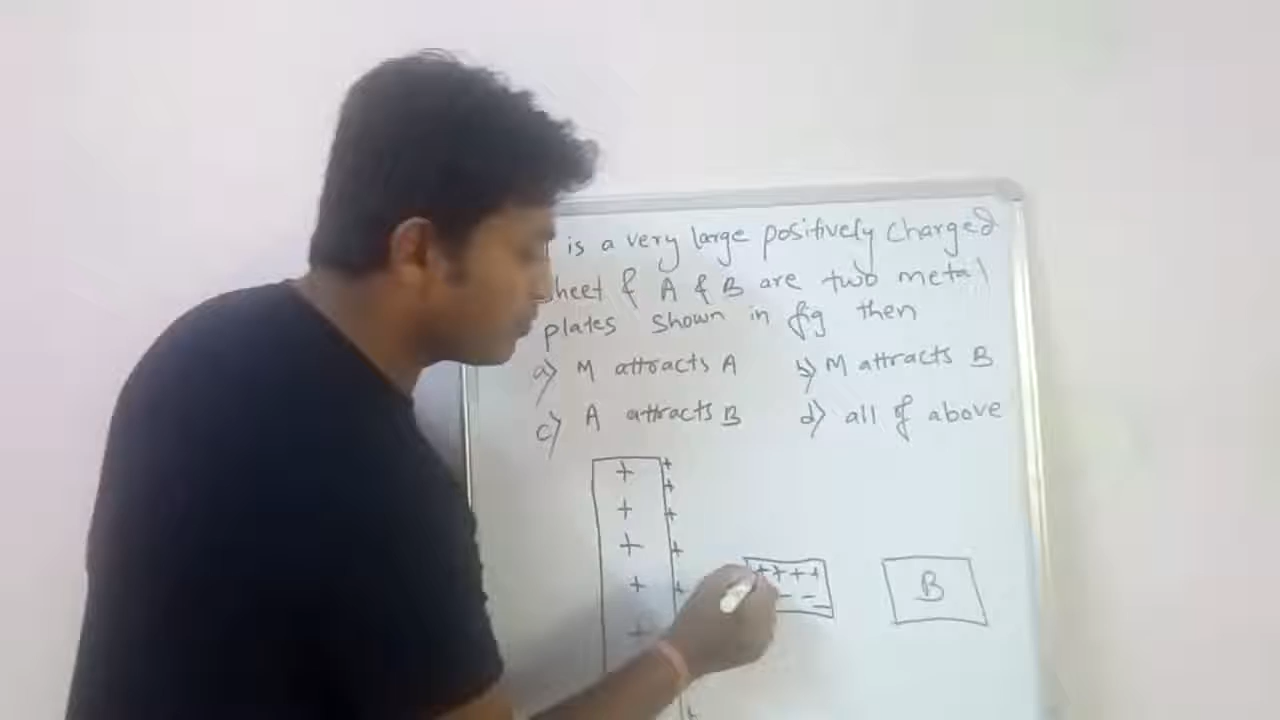 is a very large positively charged
sheet & A & B are two metal
plates shown in fig then
a) M attracts A b) M attracts B
c) A attracts B d) all of above
+ +
+
+ +
+ +
+ +
+ + + +
- - -
B
+
+